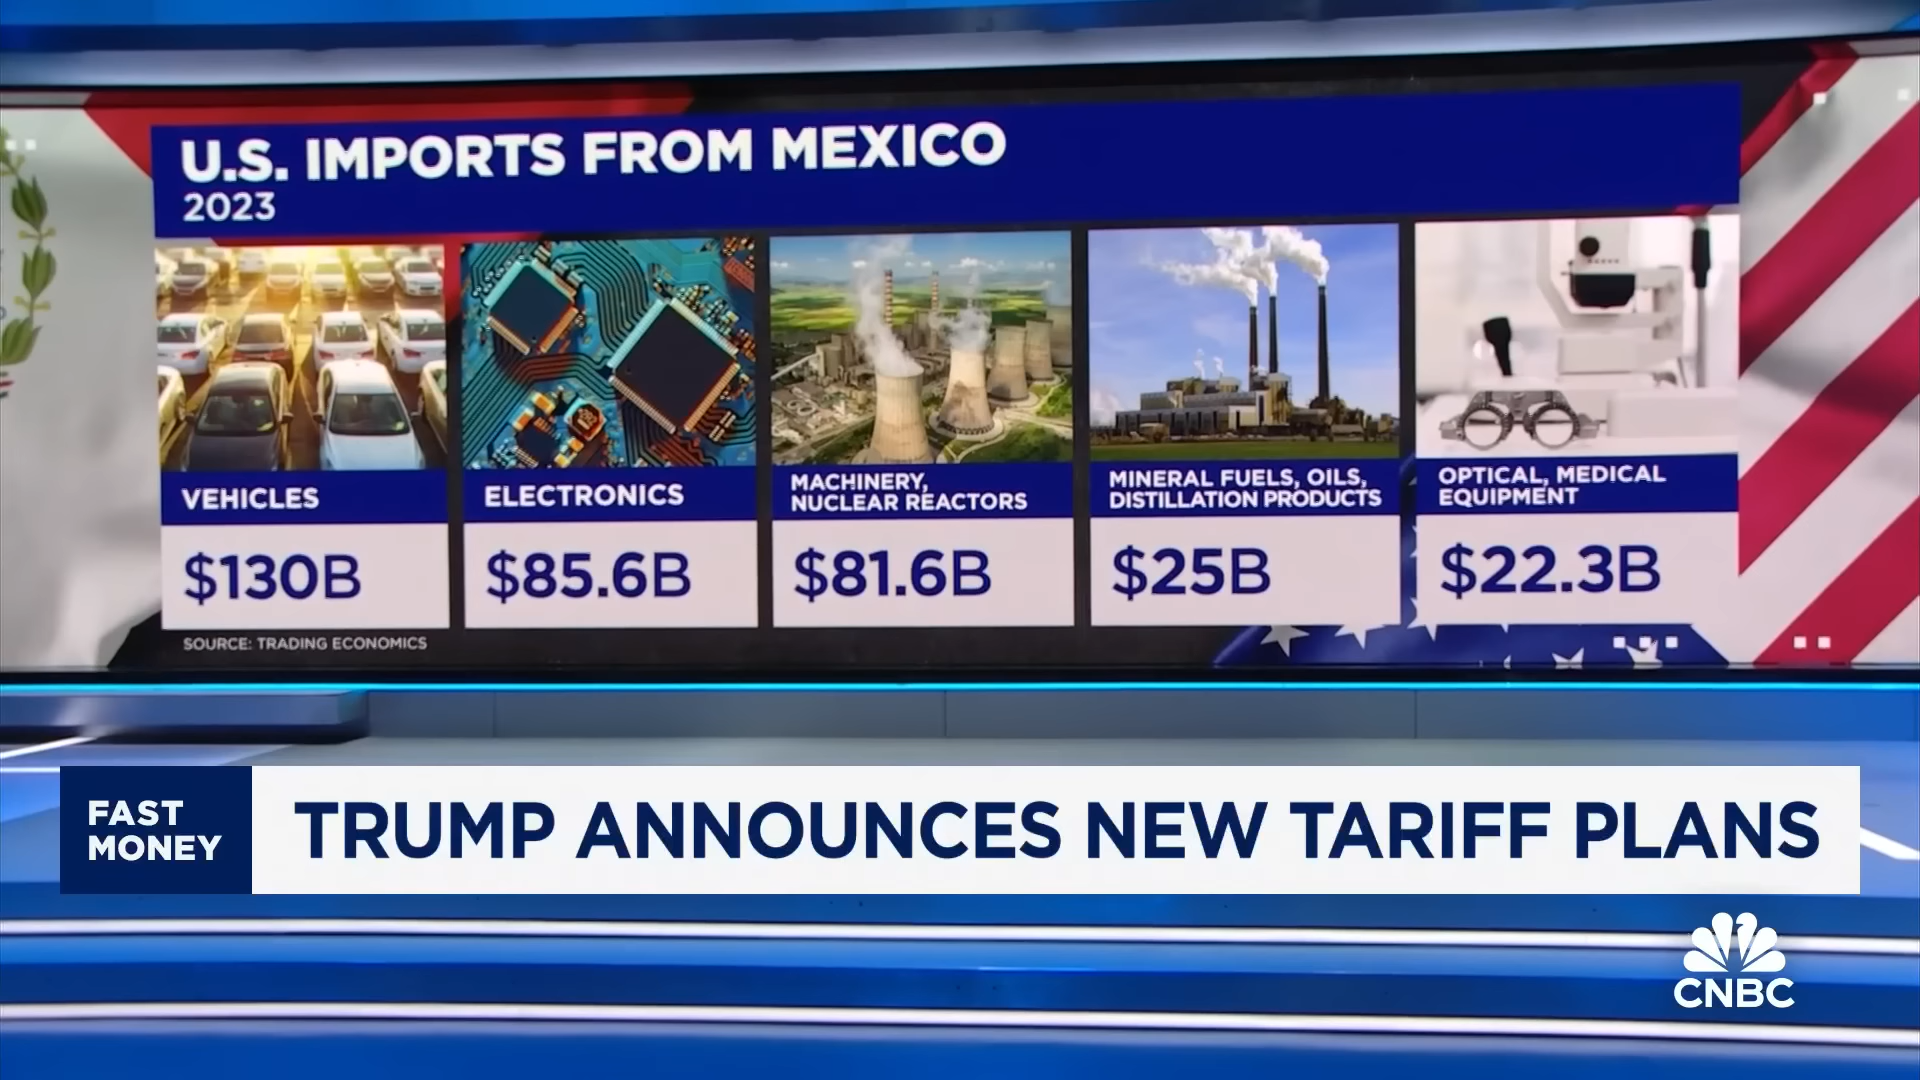 U.S. IMPORTS FROM MEXICO
2023
VEHICLES
$130B
ELECTRONICS
$85.6B
MACHINERY,
NUCLEAR REACTORS
$81.6B
MINERAL FUELS, OILS,
DISTILLATION PRODUCTS
$25B
OPTICAL, MEDICAL
EQUIPMENT
$22.3B
SOURCE: TRADING ECONOMICS
FAST
MONEY
TRUMP ANNOUNCES NEW TARIFF PLANS
CNBC